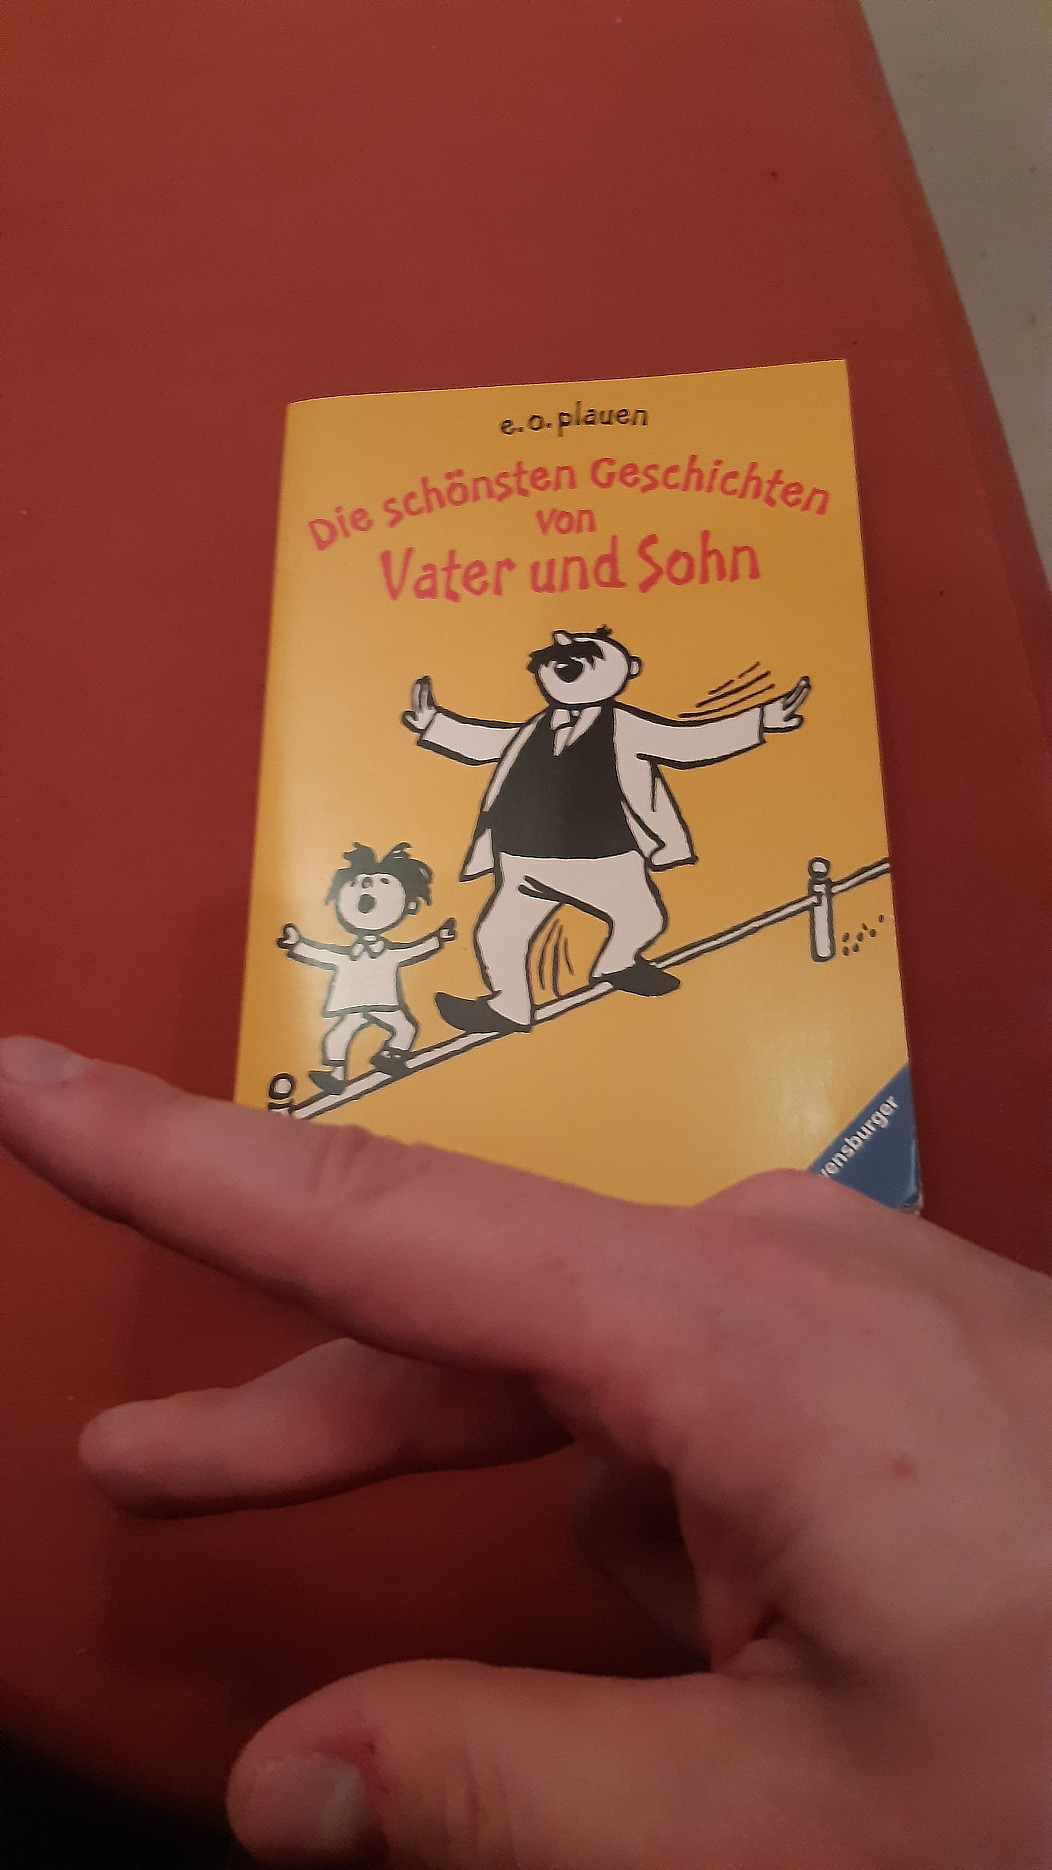 e.o.plauen
Die schönsten Geschichten
von
Vater und Sohn